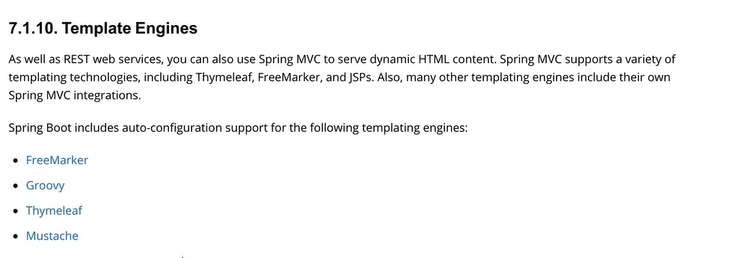 7.1.10. Template Engines
As well as REST web services, you can also use Spring MVC to serve dynamic HTML content. Spring MVC supports a variety of
templating technologies, including Thymeleaf, FreeMarker, and JSPs. Also, many other templating engines include their own
Spring MVC integrations.
Spring Boot includes auto-configuration support for the following templating engines:
• FreeMarker
• Groovy
• Thymeleaf
• Mustache